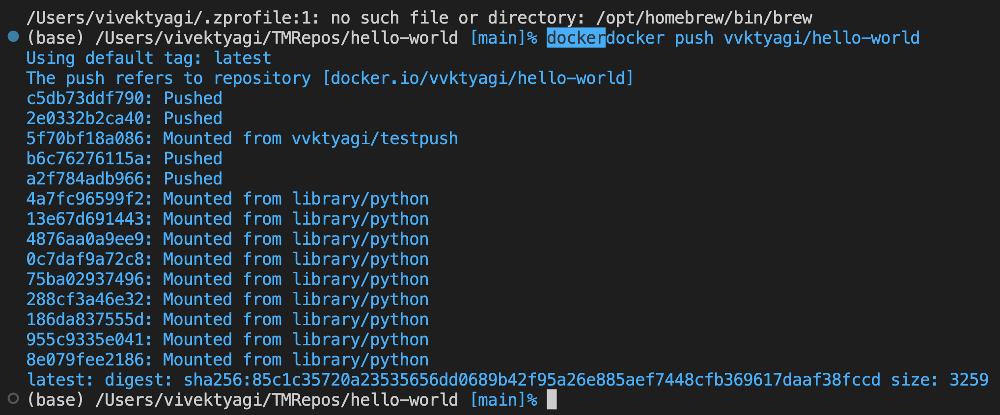 /Users/vivektyagi/.zprofile:1: no such file or directory: /opt/homebrew/bin/brew
(base) /Users/vivektyagi/TMRepos/hello-world [main]% dockerdocker push vvktyagi/hello-world
Using default tag: latest
The push refers to repository [docker.io/vvktyagi/hello-world]
c5db73ddf790: Pushed
2e0332b2ca40: Pushed
5f70bf18a086: Mounted from vvktyagi/testpush
b6c76276115a: Pushed
a2f784adb966: Pushed
4a7fc96599f2: Mounted from library/python
13e67d691443: Mounted from library/python
4876aa0a9ee9: Mounted from library/python
0c7daf9a72c8: Mounted from library/python
75ba02937496: Mounted from library/python
288cf3a46e32: Mounted from library/python
186da837555d: Mounted from library/python
955c9335e041: Mounted from library/python
8e079fee2186: Mounted from library/python
latest: digest: sha256:85c1c35720a23535656dd0689b42f95a26e885aef7448cfb369617daaf38fccd size: 3259
(base) /Users/vivektyagi/TMRepos/hello-world [main]%